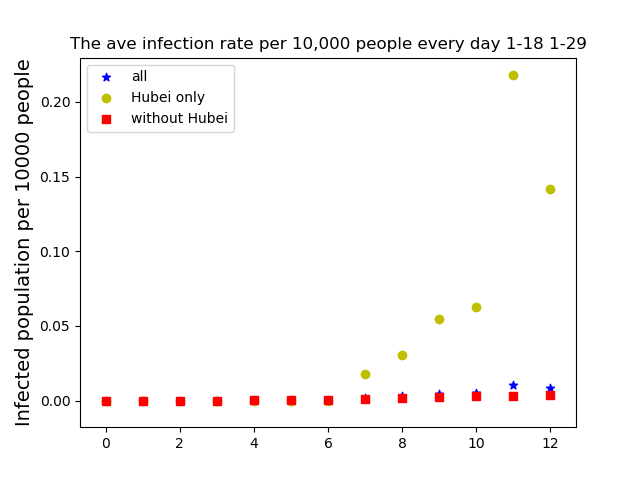 The ave infection rate per 10,000 people every day 1-18 1-29
all
Hubei only
without Hubei
Infected population per 10000 people
0.20
0.15
0.10
0.05
0.00
0 2 4 6 8 10 12